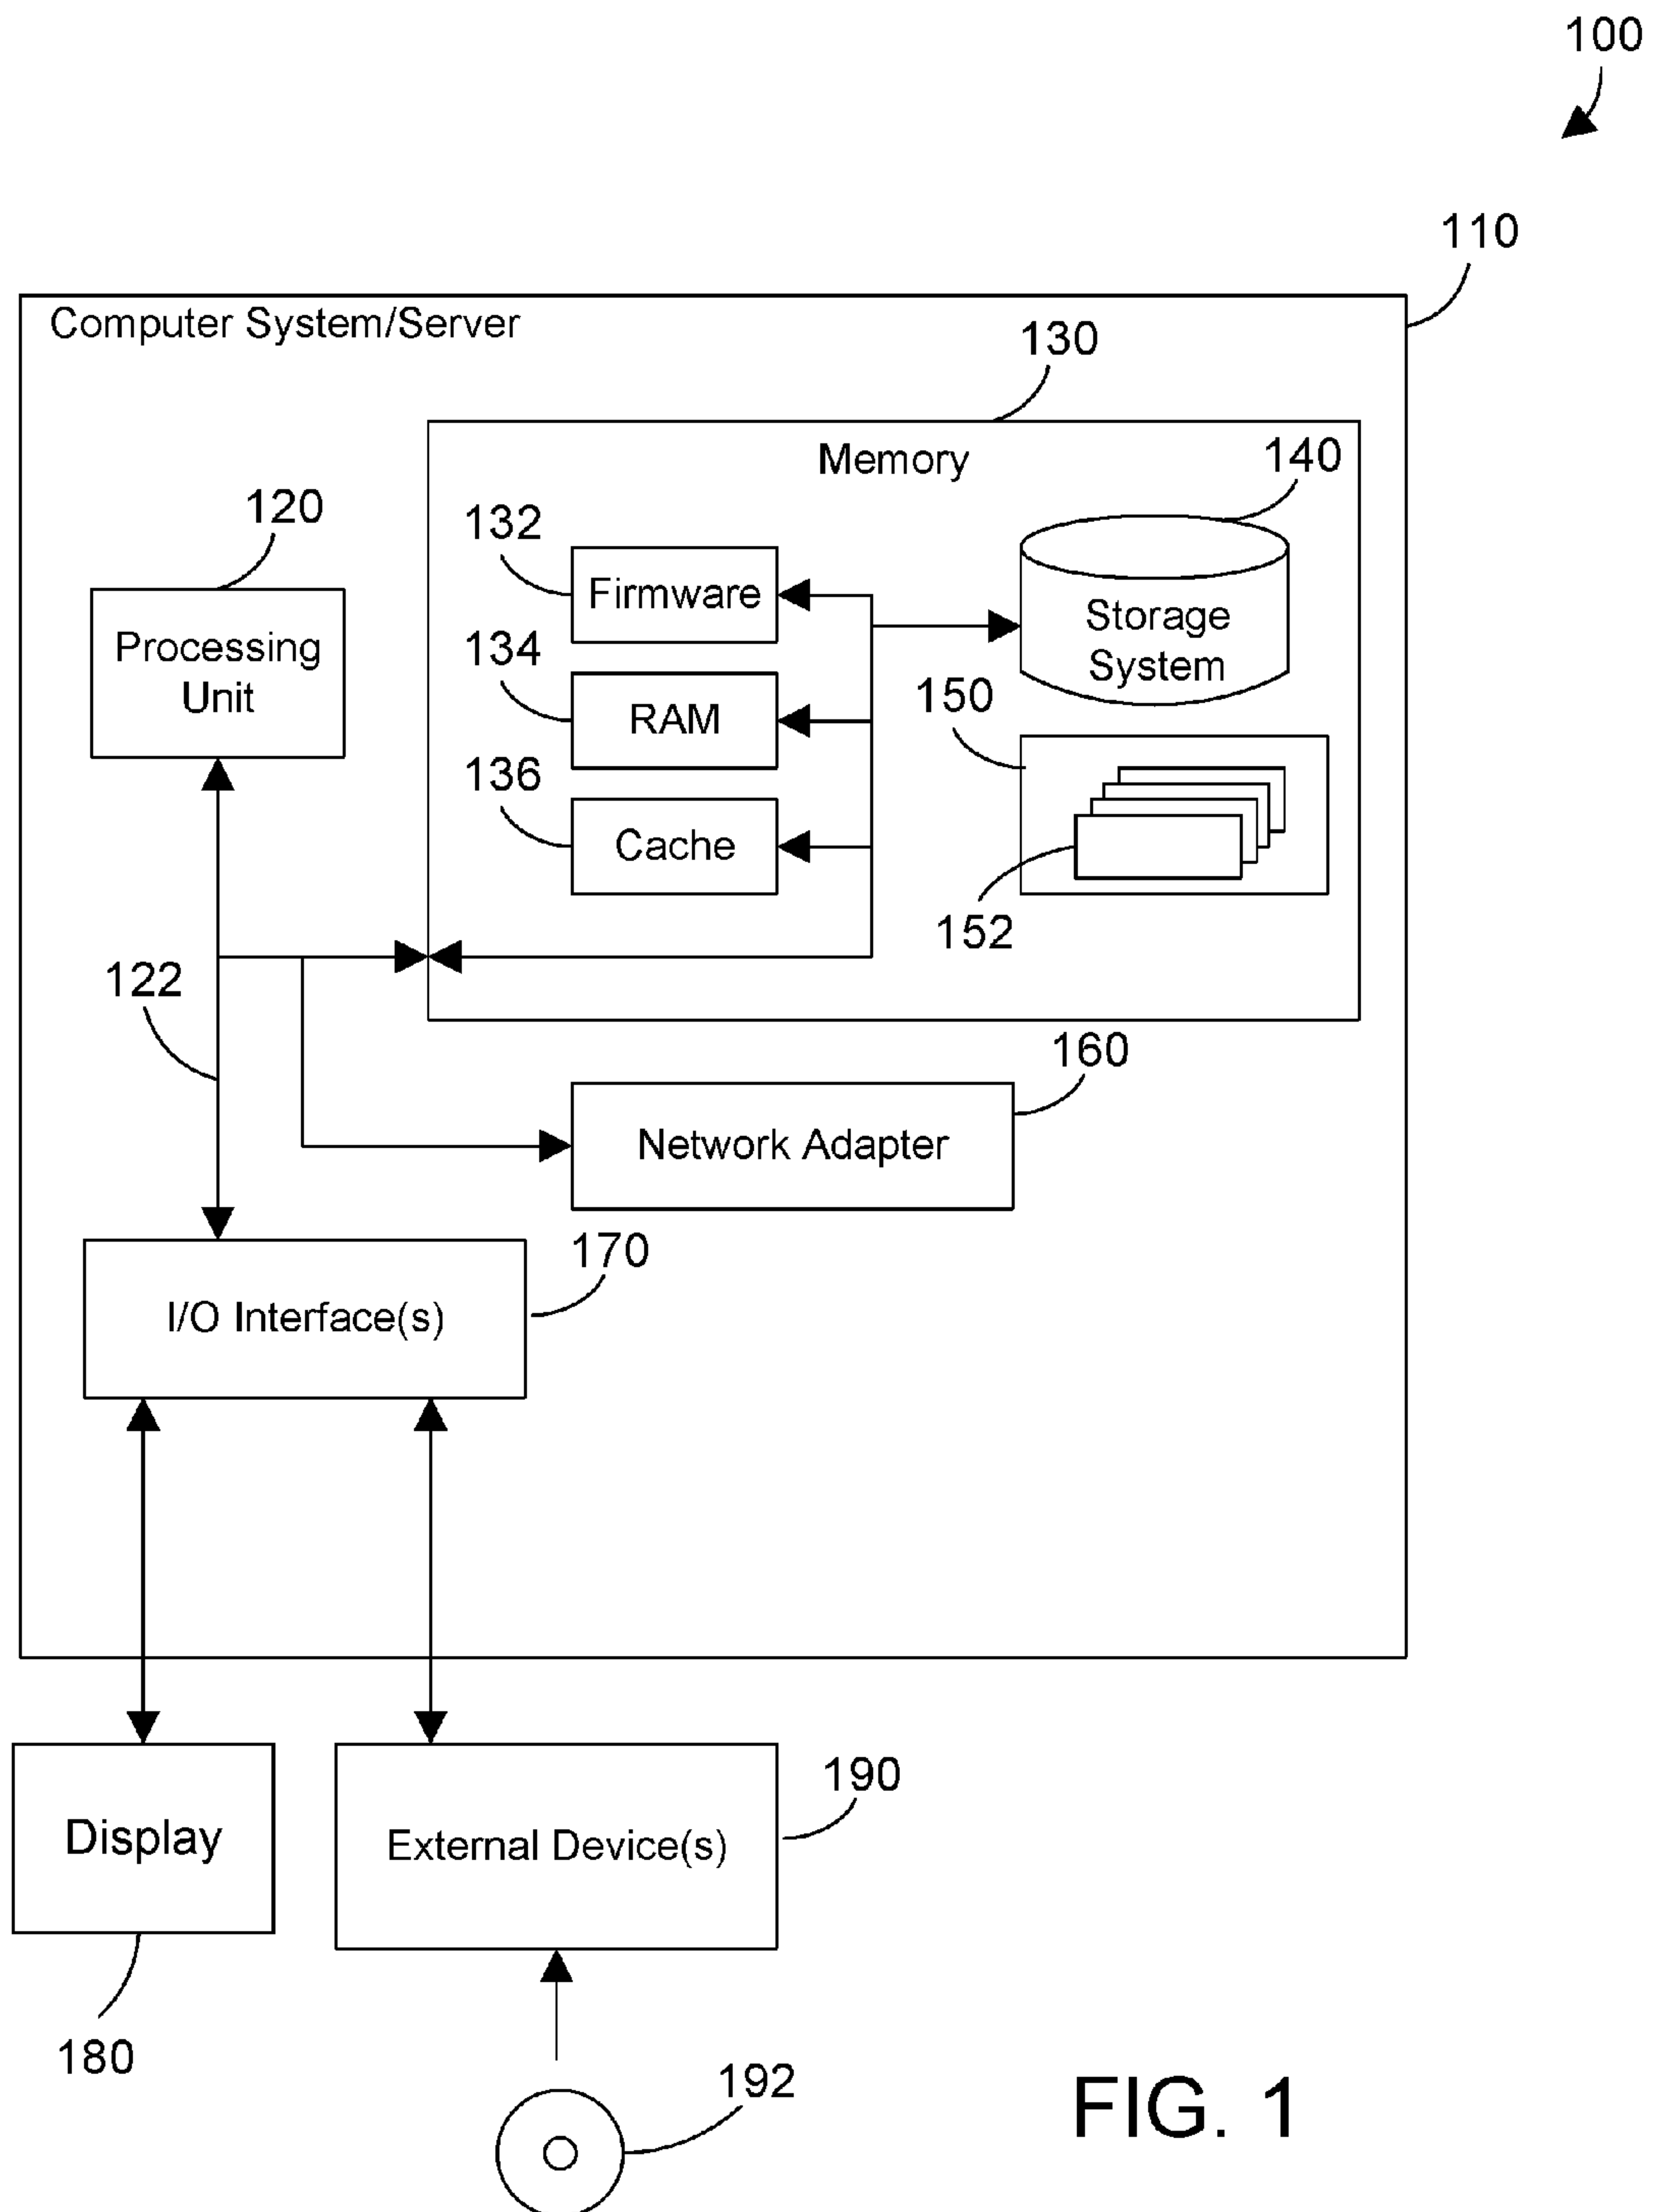 100
110
Computer System/Server
130
Memory
140
120
132
Firmware
Processing
Unit
Storage
System
134
RAM
150
136
Cache
152
122
160
Network Adapter
170
I/O Interface(s)
190
Display
External Device(s)
180
192
FIG. 1